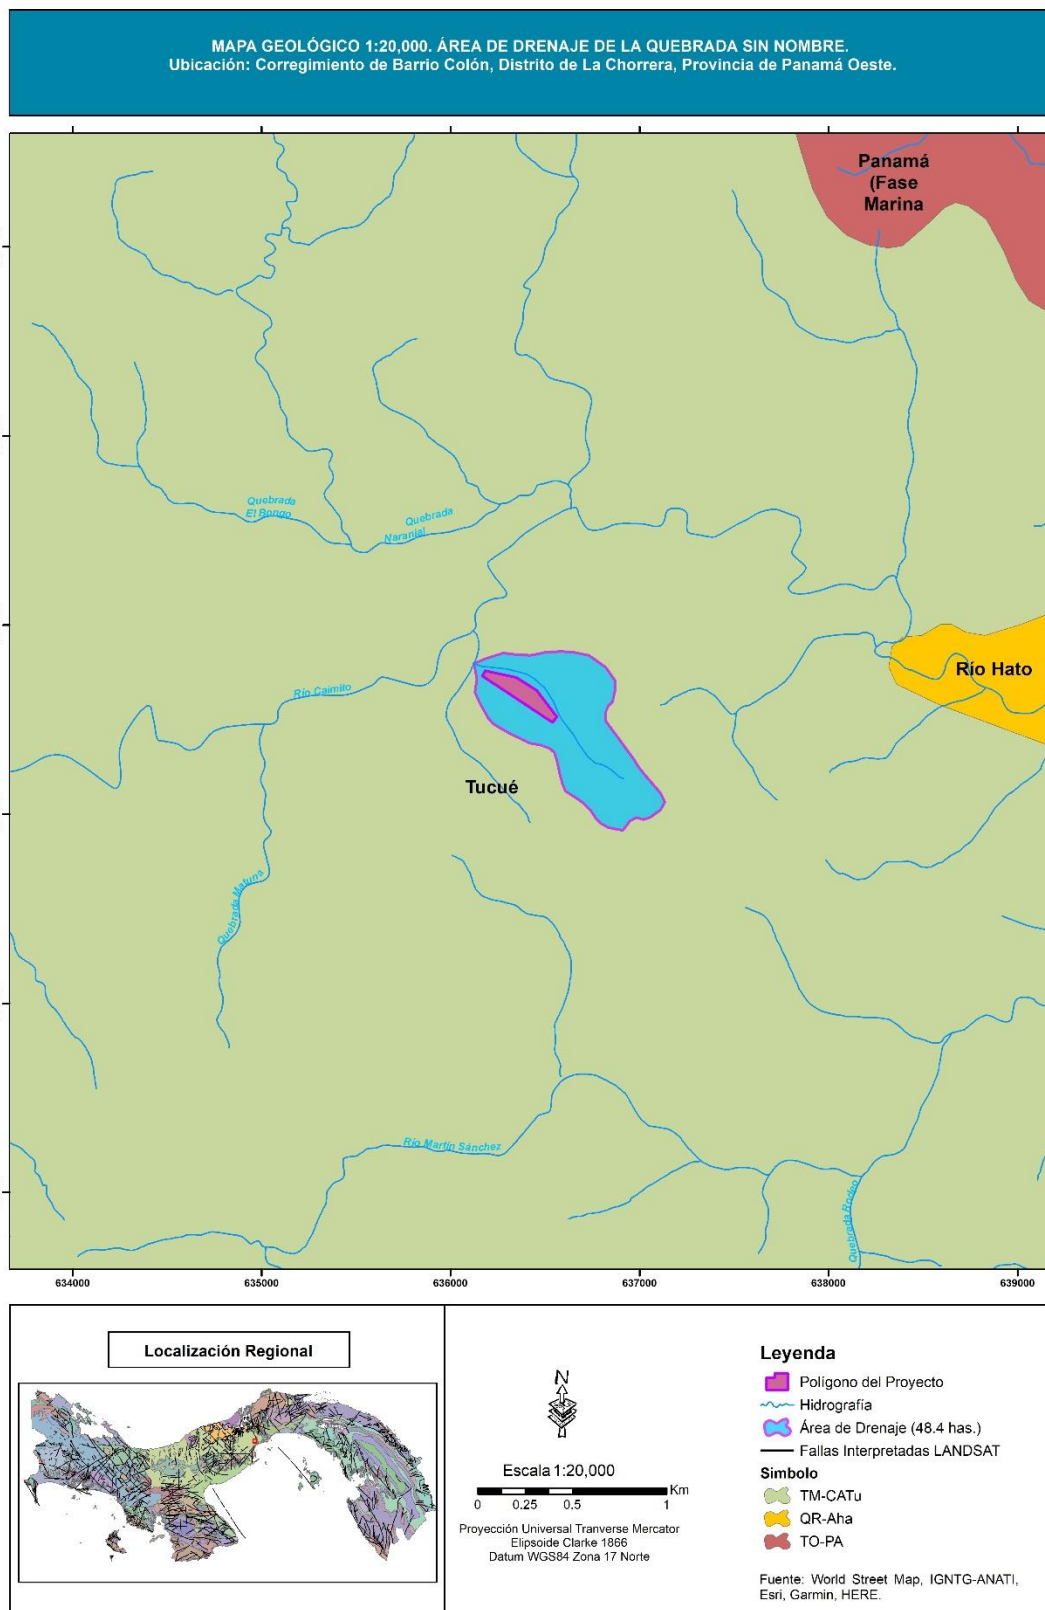 MAPA GEOLÓGICO 1:20,000. ÁREA DE DRENAJE DE LA QUEBRADA SIN NOMBRE.
Ubicación: Corregimiento de Barrio Colón, Distrito de La Chorrera, Provincia de Panamá Oeste.
Panamá
(Fase
Marina
Quebrada
El Bongo
Quebrada
Naranjal
Río Hato
Río Caimito
Tucué
Quebrada Matuna
Río Martín Sánchez
Quebrada Rodeo
634000
635000
636000
637000
638000
639000
Localización Regional
N
Escala 1:20,000
Km
0
0.25
0.5
1
Proyección Universal Tranverse Mercator
Elipsoide Clarke 1866
Datum WGS84 Zona 17 Norte
Leyenda
Polígono del Proyecto
Hidrografía
Área de Drenaje (48.4 has.)
Fallas Interpretadas LANDSAT
Simbolo
TM-CATu
QR-Aha
TO-PA
Fuente: World Street Map, IGNTG-ANATI,
Esri, Garmin, HERE.